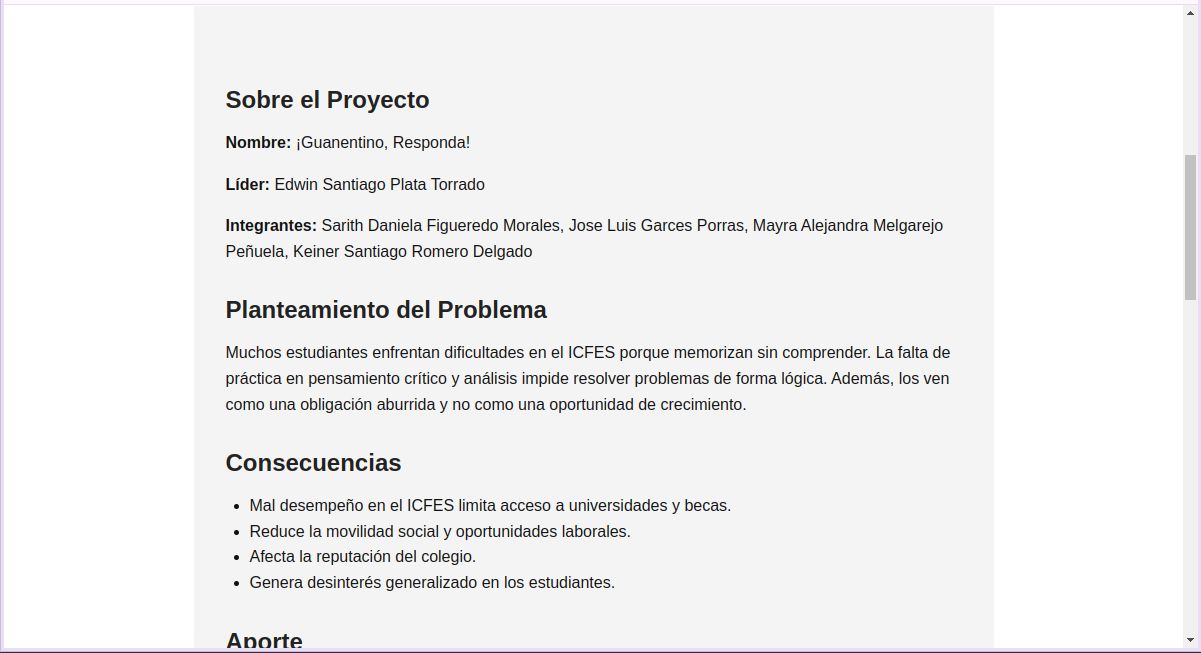 Sobre el Proyecto
Nombre: ¡Guanentino, Responda!
Líder: Edwin Santiago Plata Torrado
Integrantes: Sarith Daniela Figueredo Morales, Jose Luis Garces Porras, Mayra Alejandra Melgarejo
Peñuela, Keiner Santiago Romero Delgado
Planteamiento del Problema
Muchos estudiantes enfrentan dificultades en el ICFES porque memorizan sin comprender. La falta de
práctica en pensamiento crítico y análisis impide resolver problemas de forma lógica. Además, los ven
como una obligación aburrida y no como una oportunidad de crecimiento.
Consecuencias
• Mal desempeño en el ICFES limita acceso a universidades y becas.
• Reduce la movilidad social y oportunidades laborales.
• Afecta la reputación del colegio.
• Genera desinterés generalizado en los estudiantes.
Aporte